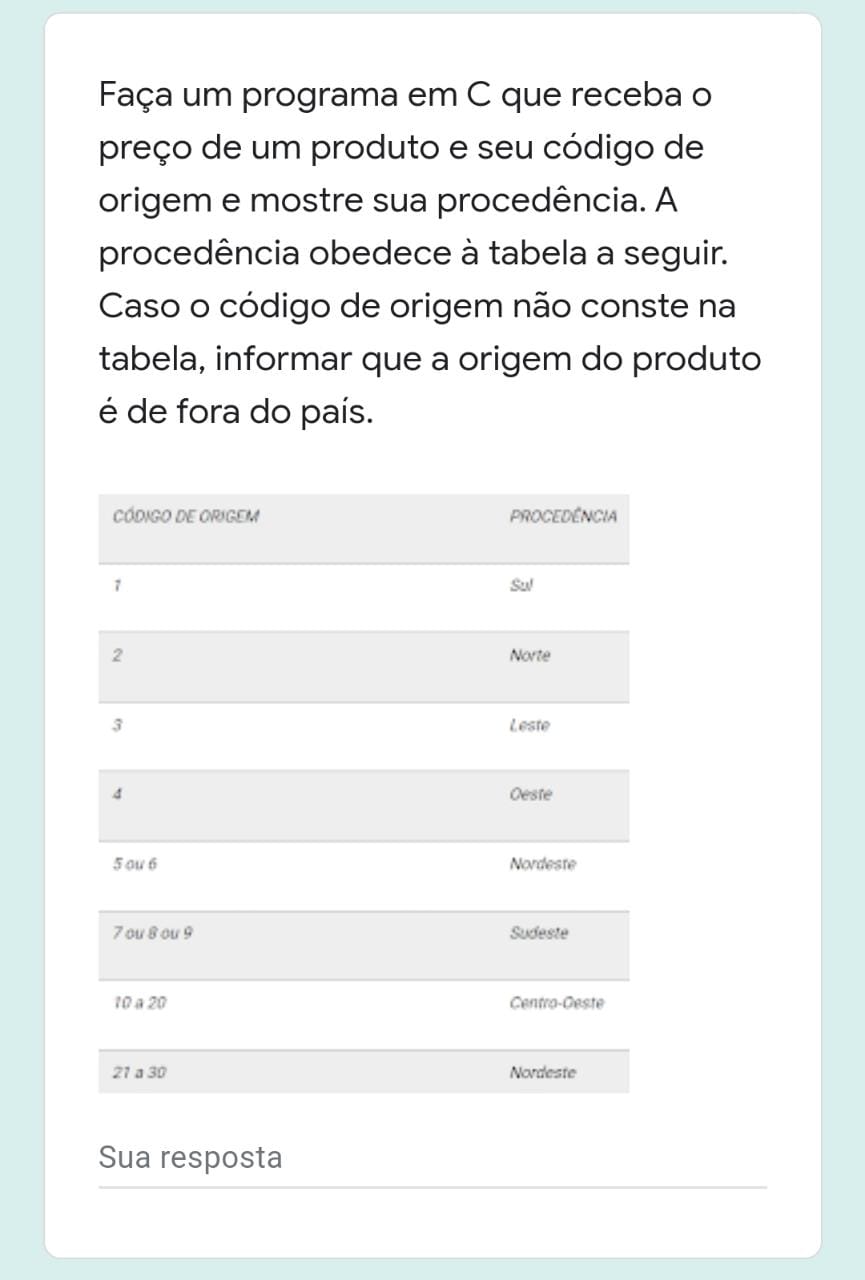 Faça um programa em C que receba o
preço de um produto e seu código de
origem e mostre sua procedência. A
procedência obedece à tabela a seguir.
Caso o código de origem não conste na
tabela, informar que a origem do produto
é de fora do país.
CÓDIGO DE ORIGEM PROCEDÊNCIA
1 Sul
2 Norte
3 Leste
4 Oeste
5 ou 6 Nordeste
7 ou 8 ou 9 Sudeste
10 a 20 Centro-Oeste
21 a 30 Nordeste
Sua resposta